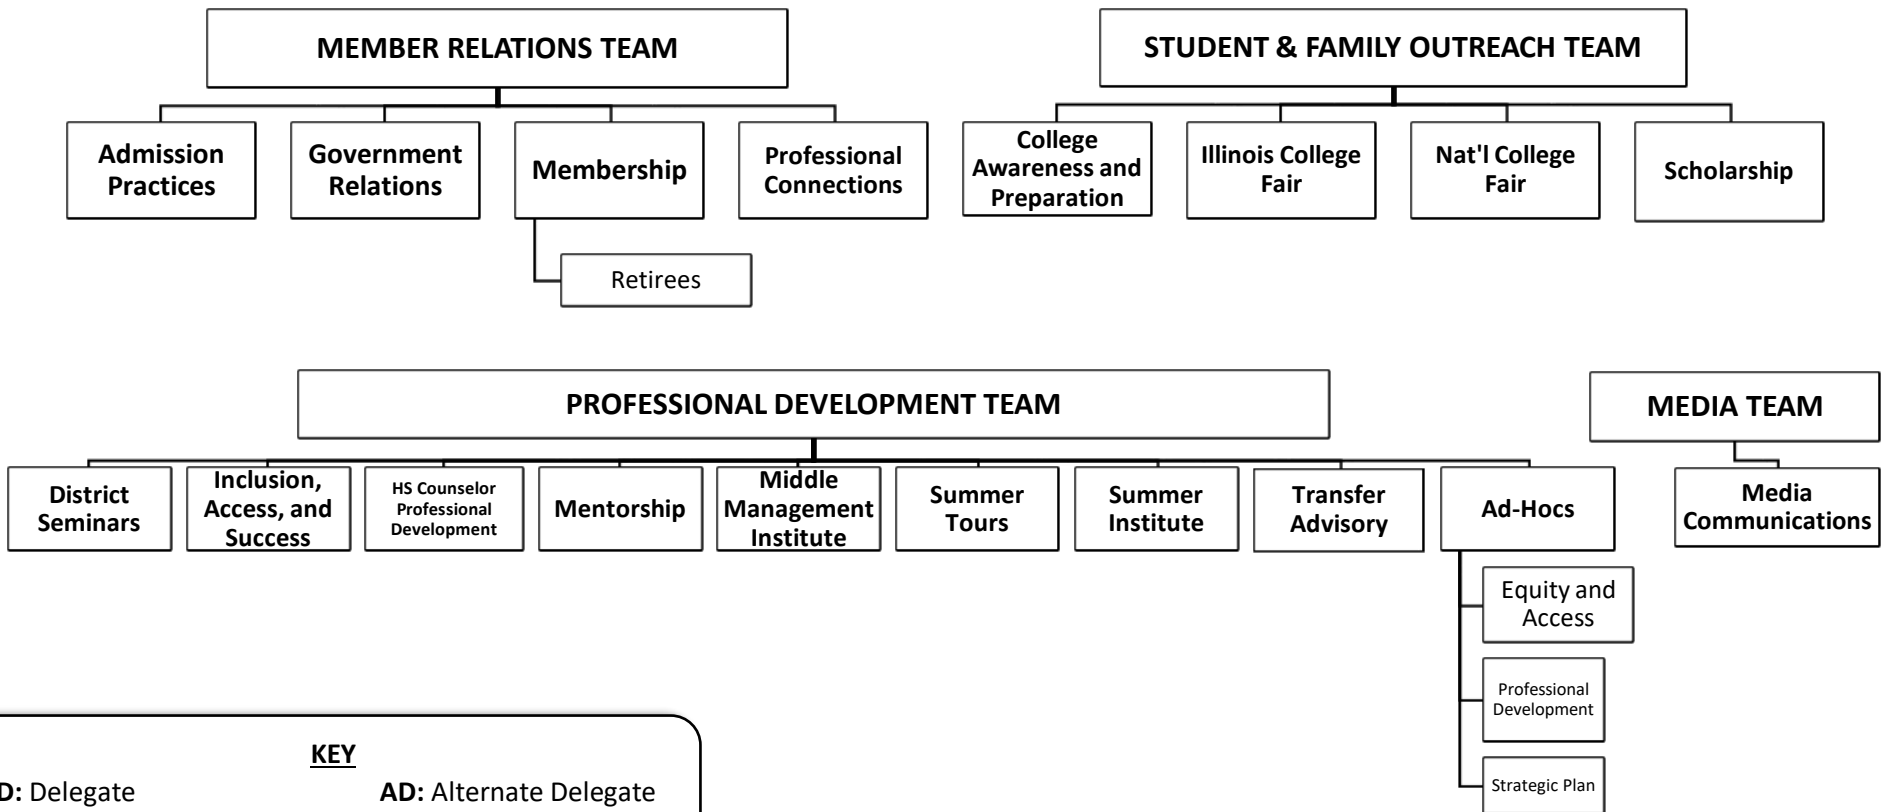 MEMBER RELATIONS TEAM
STUDENT & FAMILY OUTREACH TEAM
Admission
Practices
Government
Relations
Membership
Professional
Connections
College
Awareness and
Preparation
Illinois College
Fair
Nat'l College
Fair
Scholarship
Retirees
PROFESSIONAL DEVELOPMENT TEAM
MEDIA TEAM
District
Seminars
Inclusion,
Access, and
Success
HS Counselor
Professional
Development
Mentorship
Middle
Management
Institute
Summer
Tours
Summer
Institute
Transfer
Advisory
Ad-Hocs
Media
Communications
Equity and
Access
Professional
Development
Strategic Plan
KEY
D: Delegate
AD: Alternate Delegate